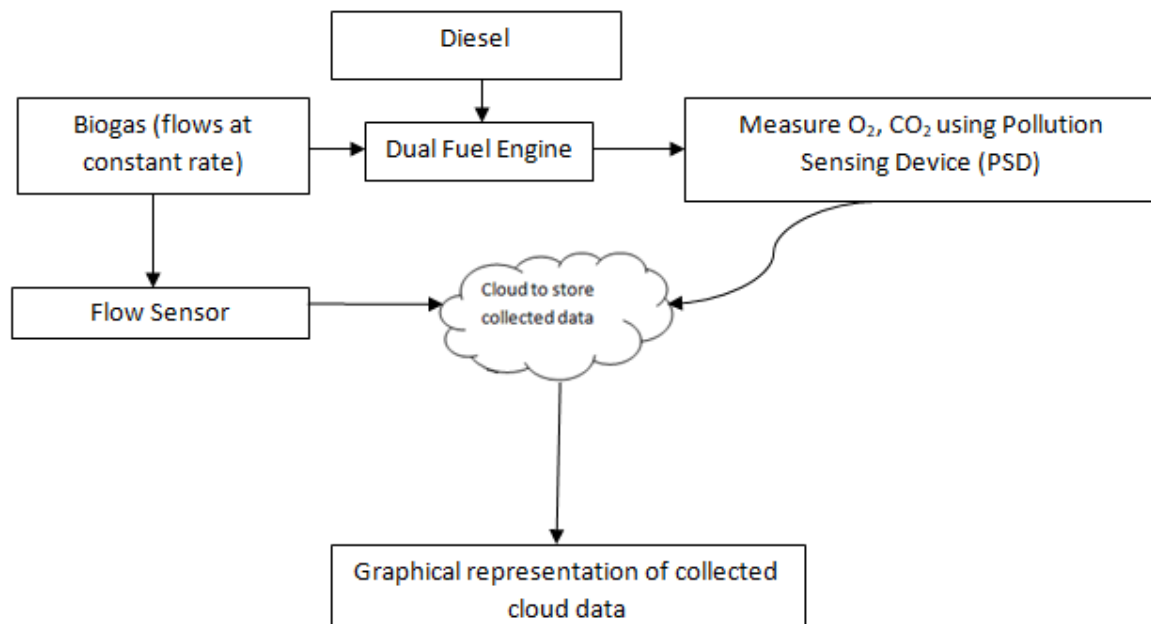 Diesel
Biogas (flows at
constant rate)
Dual Fuel Engine
Measure O₂, CO₂ using Pollution
Sensing Device (PSD)
Flow Sensor
Cloud to store
collected data
Graphical representation of collected
cloud data